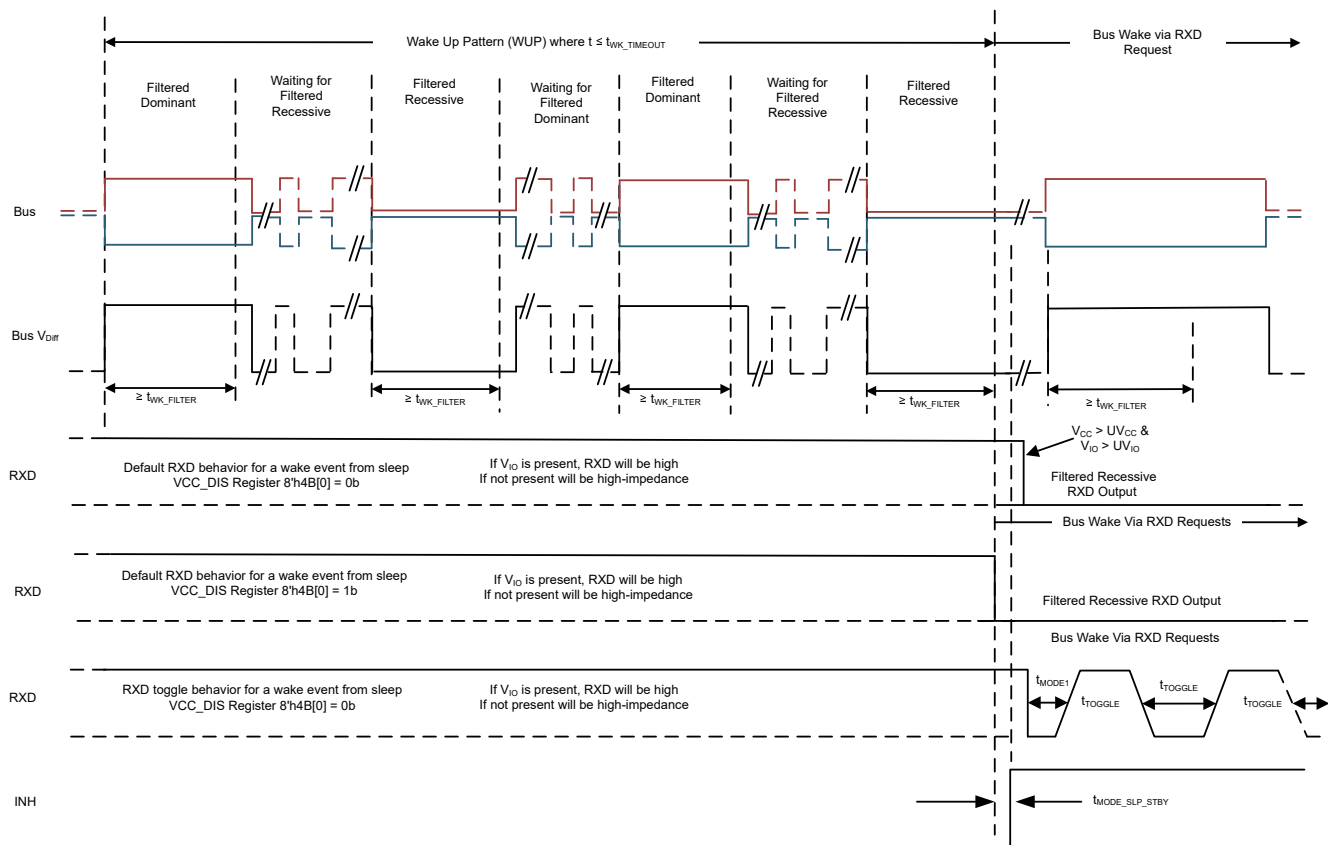 Wake Up Pattern (WUP) where t ≤ tWK_TIMEOUT
Bus Wake via RXD
Request
Filtered
Dominant
Waiting for
Filtered
Recessive
Filtered
Recessive
Waiting for
Filtered
Dominant
Filtered
Dominant
Waiting for
Filtered
Recessive
Filtered
Recessive
Bus
Bus VDiff
≥ tWK_FILTER
≥ tWK_FILTER
≥ tWK_FILTER
≥ tWK_FILTER
≥ tWK_FILTER
VCC > UVCC &
VIO > UVIO
RXD
Default RXD behavior for a wake event from sleep
VCC_DIS Register 8'h4B[0] = 0b
If VIO is present, RXD will be high
If not present will be high-impedance
Filtered Recessive
RXD Output
Bus Wake Via RXD Requests
RXD
Default RXD behavior for a wake event from sleep
VCC_DIS Register 8'h4B[0] = 1b
If VIO is present, RXD will be high
If not present will be high-impedance
Filtered Recessive RXD Output
Bus Wake Via RXD Requests
RXD
RXD toggle behavior for a wake event from sleep
VCC_DIS Register 8'h4B[0] = 0b
If VIO is present, RXD will be high
If not present will be high-impedance
tMODE1
tTOGGLE
tTOGGLE
tTOGGLE
INH
tMODE_SLP_STBY